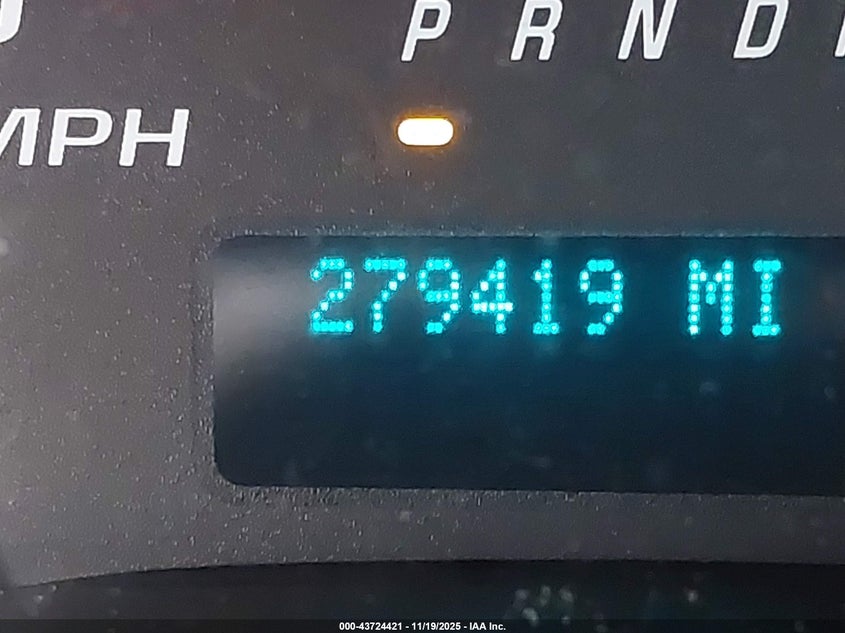 P R N D
MPH
279419 MI
000-43724421 - 11/19/2025 - IAA Inc.